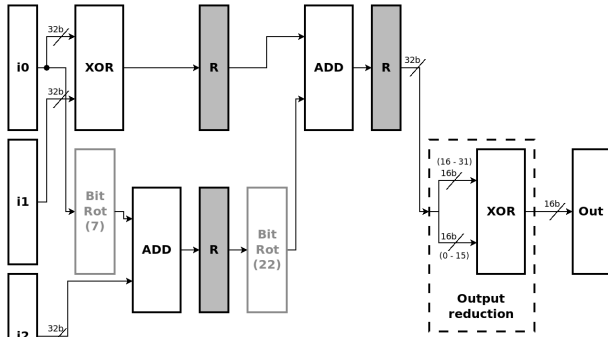 32b
i0
32b
XOR
R
ADD
R
32b
32b
i1
Bit
Rot
(7)
ADD
R
Bit
Rot
(22)
i2
32b
(16 - 31)
16b
XOR
16b
(0 - 15)
Output
reduction
16b
Out